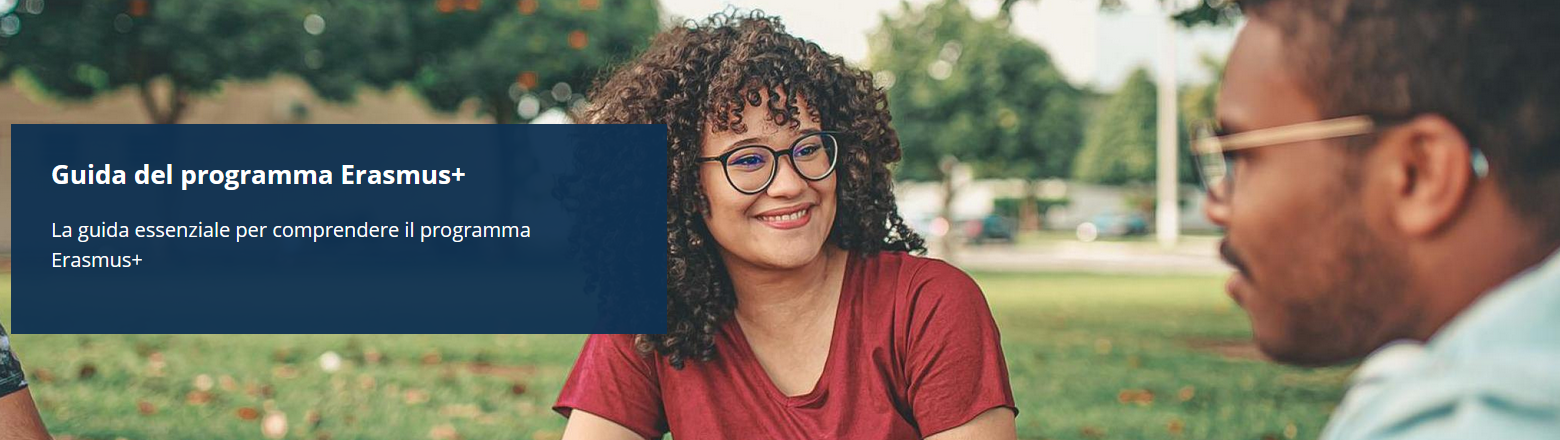 Guida del programma Erasmus+
La guida essenziale per comprendere il programma
Erasmus+